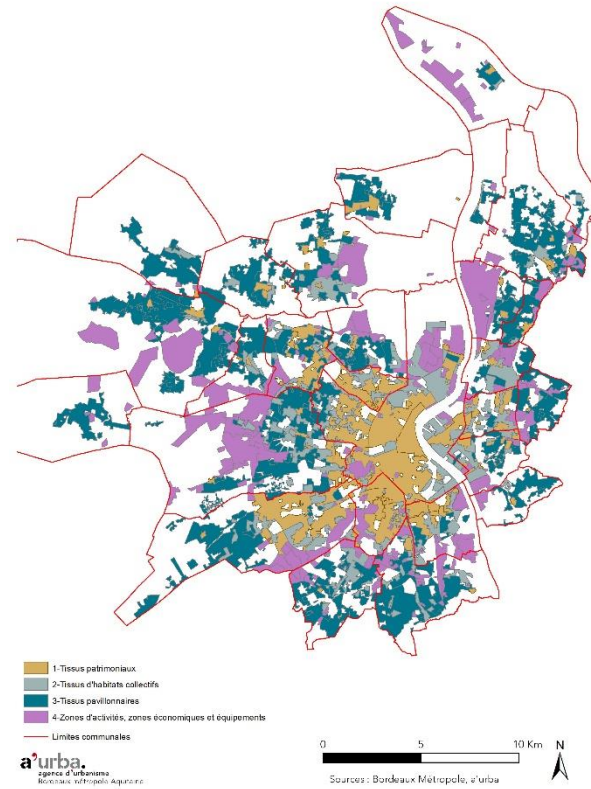 1-Tissus patrimoniaux
2-Tissus d'habitats collectifs
3-Tissus pavillonnaires
4-Zones d'activités, zones économiques et équipements
Limites communales
a'urba.
agence d'urbanisme
Bordeaux métropole Aquitaine
0 5 10 Km N
Sources : Bordeaux Métropole, a'urba